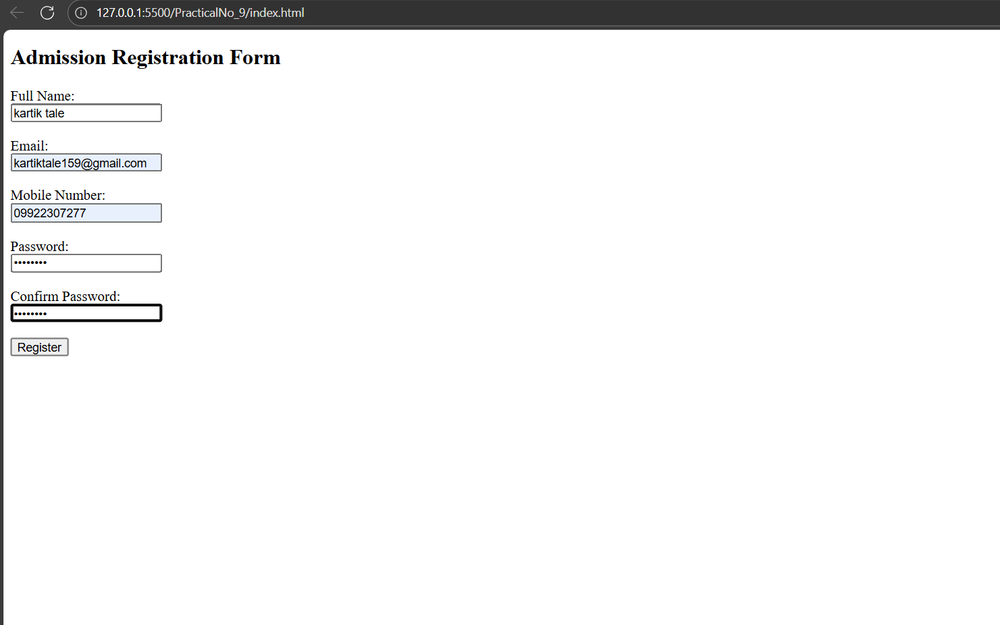 127.0.0.1:5500/PracticalNo_9/index.html
Admission Registration Form
Full Name:
kartik tale
Email:
kartiktale159@gmail.com
Mobile Number:
09922307277
Password:
••••••••
Confirm Password:
••••••••
Register